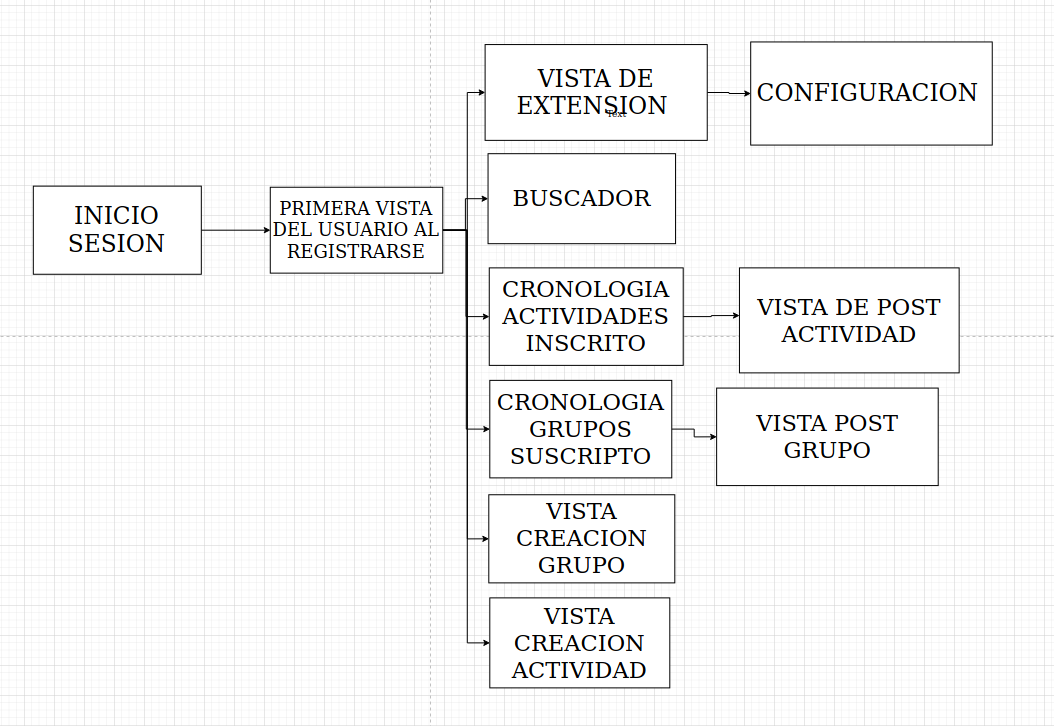 INICIO
SESION
PRIMERA VISTA
DEL USUARIO AL
REGISTRARSE
VISTA DE
EXTENSION
Text
CONFIGURACION
BUSCADOR
CRONOLOGIA
ACTIVIDADES
INSCRITO
VISTA DE POST
ACTIVIDAD
CRONOLOGIA
GRUPOS
SUSCRIPTO
VISTA POST
GRUPO
VISTA
CREACION
GRUPO
VISTA
CREACION
ACTIVIDAD